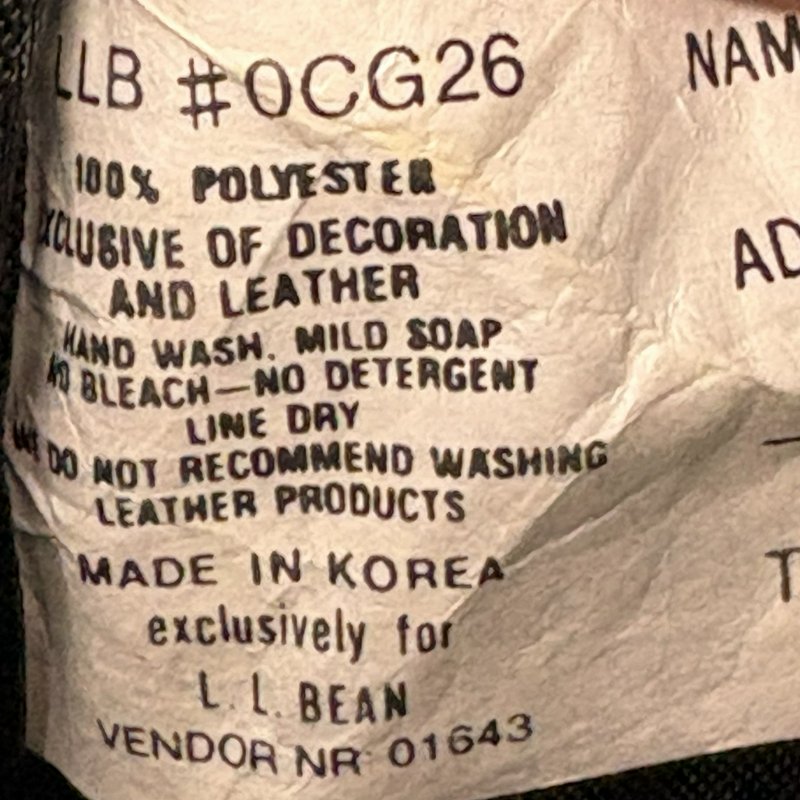 LLB #0CG26
100% POLYESTER
EXCLUSIVE OF DECORATION
AND LEATHER
HAND WASH. MILD SOAP
NO BLEACH—NO DETERGENT
LINE DRY
WE DO NOT RECOMMEND WASHING
LEATHER PRODUCTS
MADE IN KOREA
exclusively for
L. L. BEAN
VENDOR NR 01643
NAM
AD
T